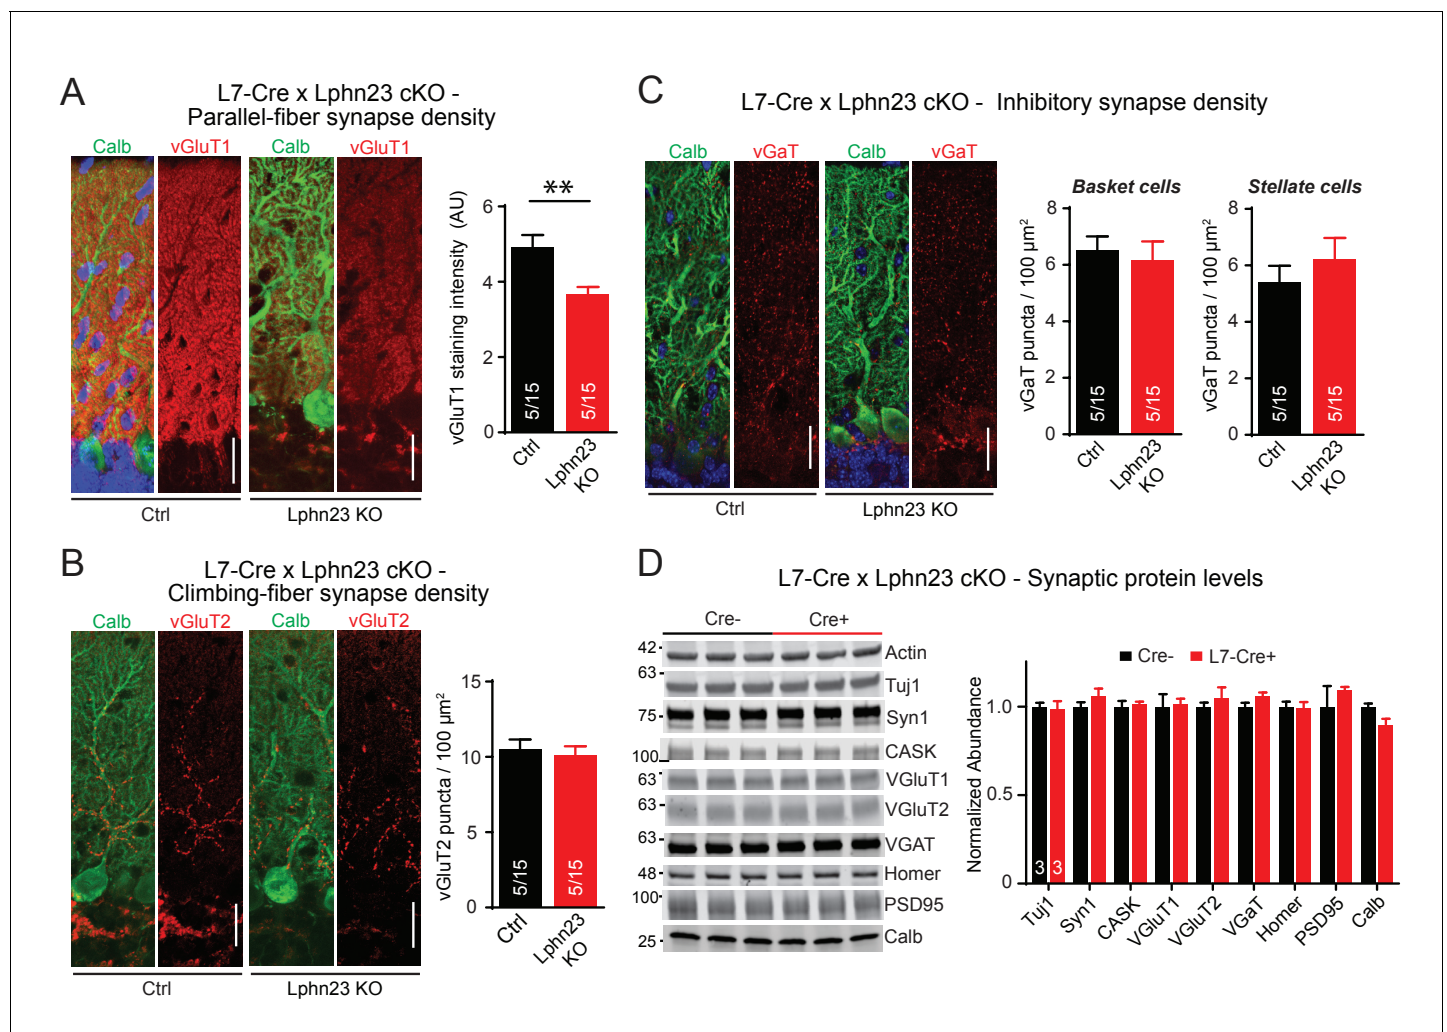 A
L7-Cre x Lphn23 cKO -
Parallel-fiber synapse density
Calb vGluT1 Calb vGluT1
vGluT1 staining intensity (AU)
6
4
2
0
**
5/15
5/15
Ctrl
Lphn23
KO
Ctrl
Lphn23 KO
B
L7-Cre x Lphn23 cKO -
Climbing-fiber synapse density
Calb vGluT2 Calb vGluT2
vGluT2 puncta / 100 µm²
15
10
5
0
5/15
5/15
Ctrl
Lphn23
KO
Ctrl
Lphn23 KO
C
L7-Cre x Lphn23 cKO - Inhibitory synapse density
Calb vGaT Calb vGaT
Ctrl
Lphn23 KO
Basket cells
vGaT puncta / 100 µm²
8
6
4
2
0
5/15
5/15
Ctrl
Lphn23
KO
Stellate cells
vGaT puncta / 100 µm²
8
6
4
2
0
5/15
5/15
Ctrl
Lphn23
KO
D
L7-Cre x Lphn23 cKO - Synaptic protein levels
Cre- Cre+
42 Actin
63 Tuj1
75 Syn1
100 CASK
63 VGluT1
63 VGluT2
63 VGAT
48 Homer
100 PSD95
25 Calb
Cre- L7-Cre+
Normalized Abundance
1.0
0.5
0
3 3
Tuj1
Syn1
CASK
VGluT1
VGluT2
VGaT
Homer
PSD95
Calb